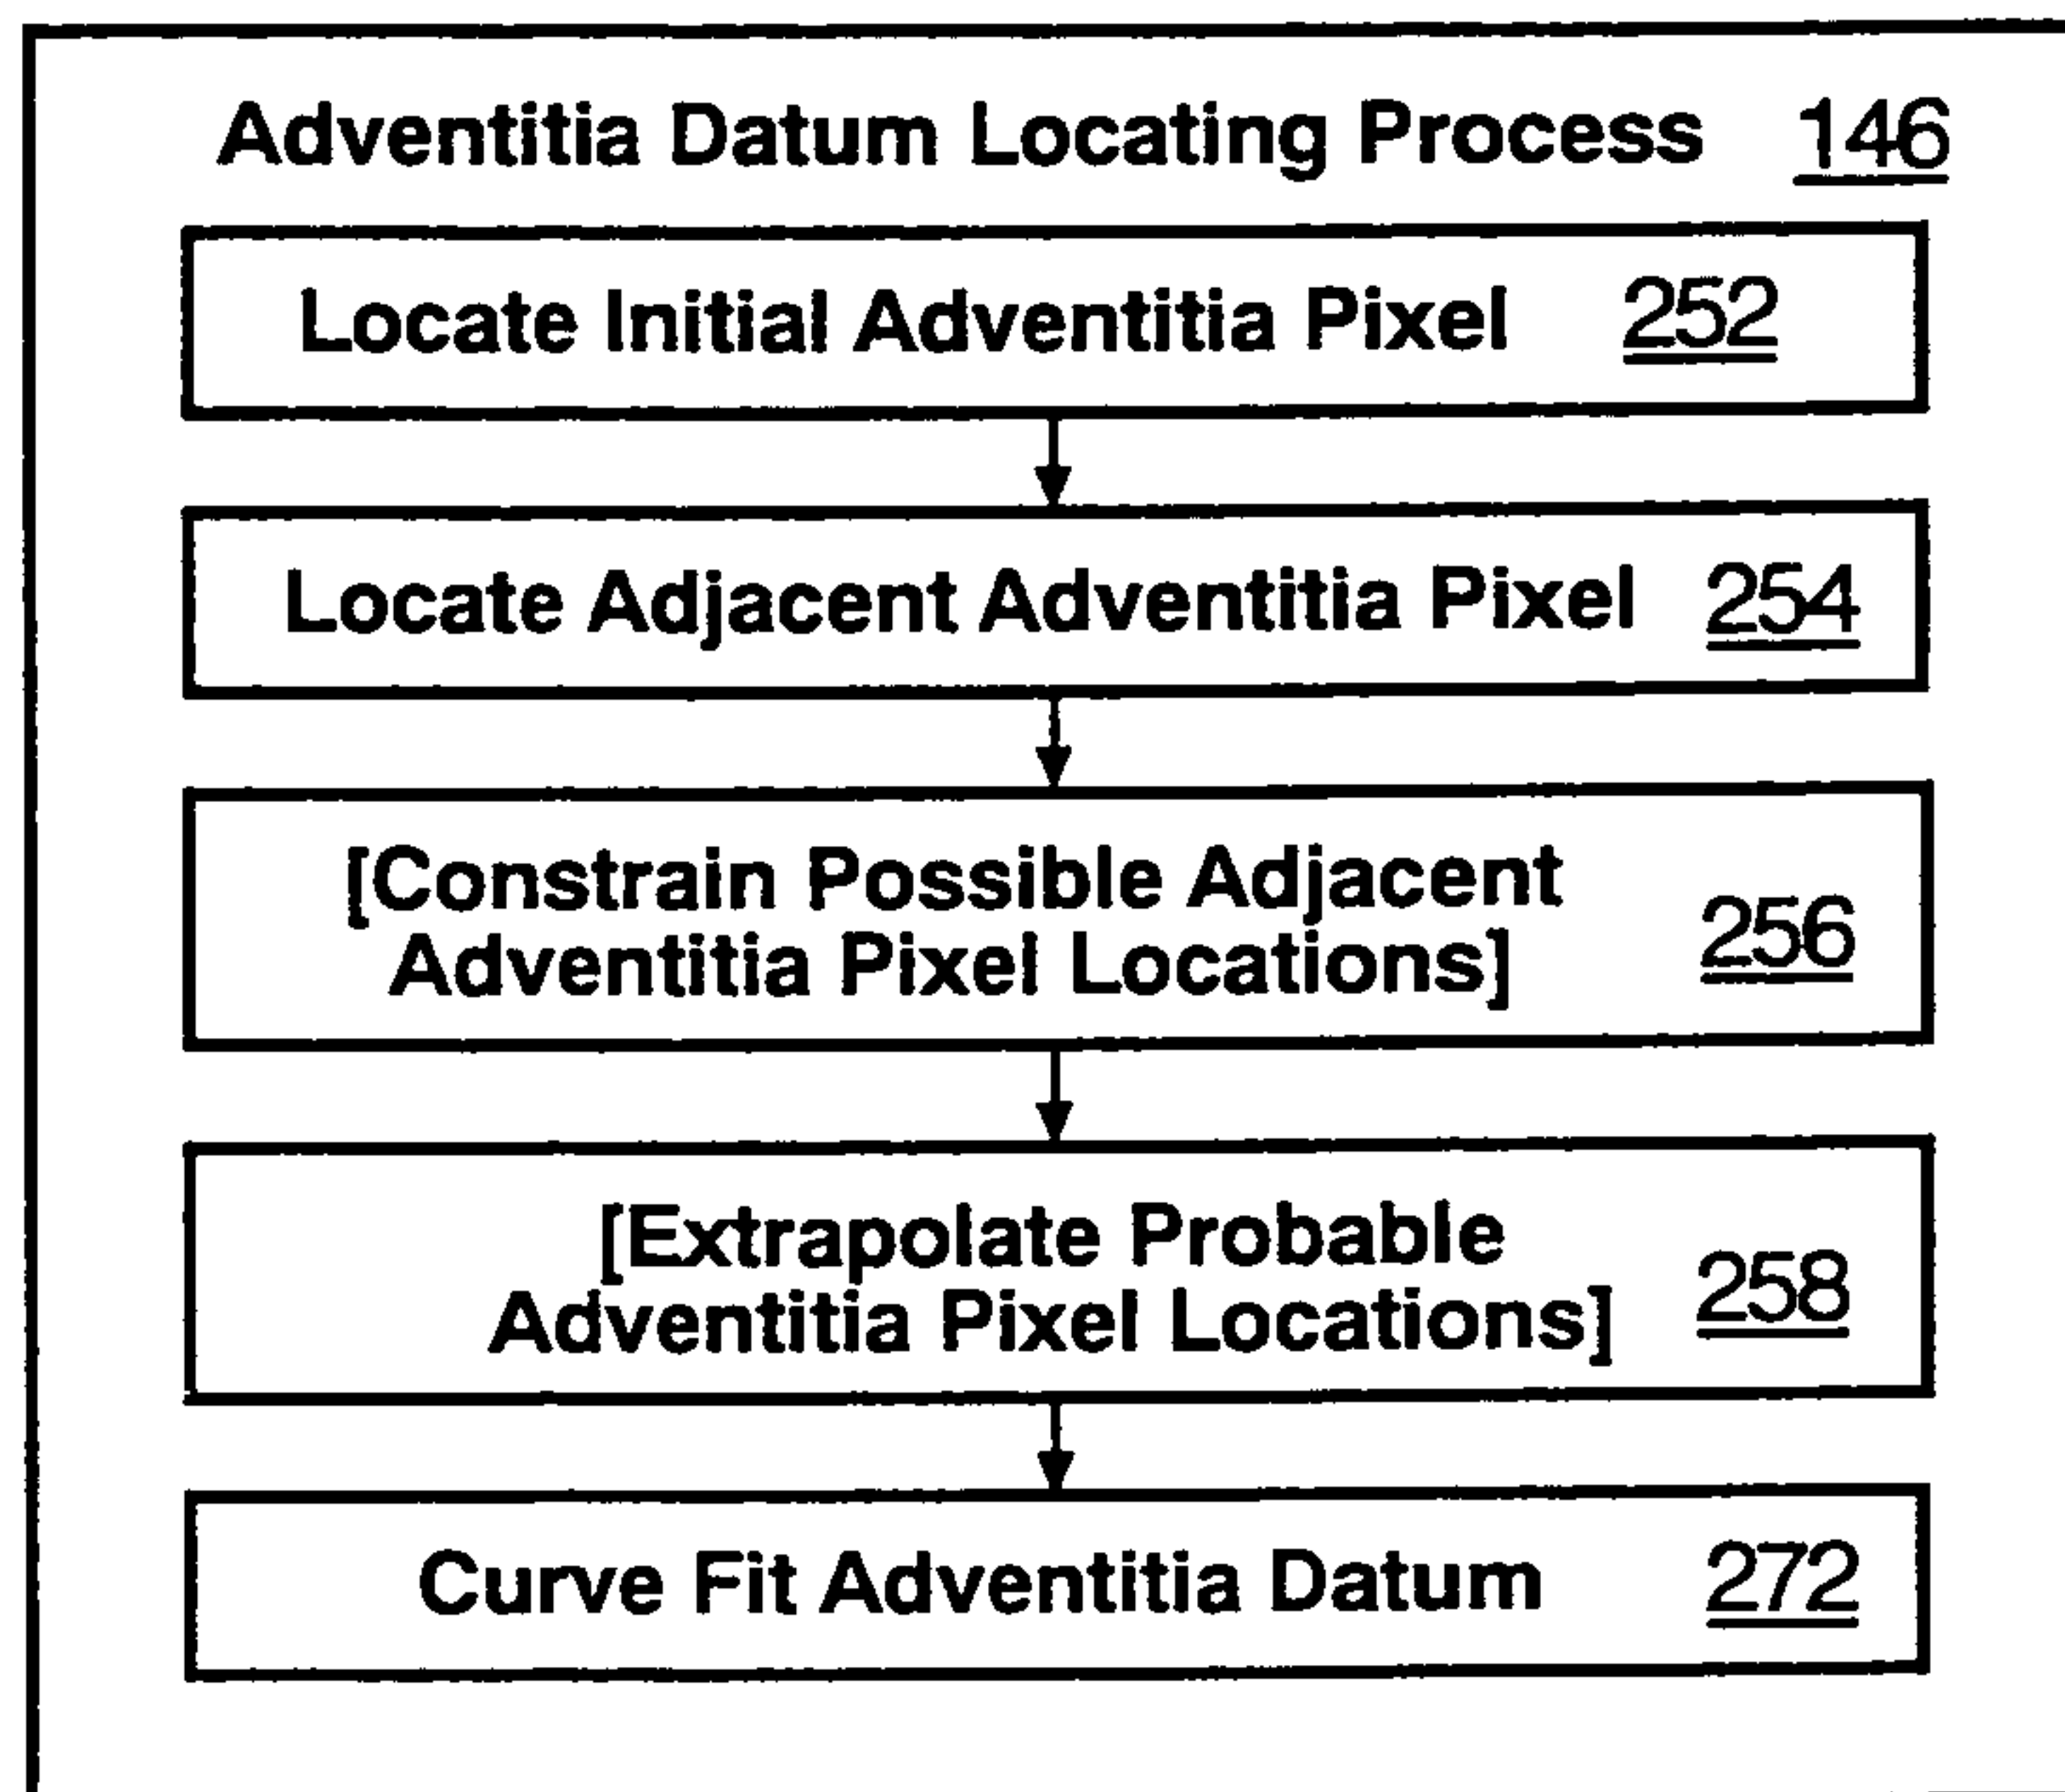 Adventitia Datum Locating Process 146
Locate Initial Adventitia Pixel 252
Locate Adjacent Adventitia Pixel 254
[Constrain Possible Adjacent
Adventitia Pixel Locations] 256
[Extrapolate Probable
Adventitia Pixel Locations] 258
Curve Fit Adventitia Datum 272